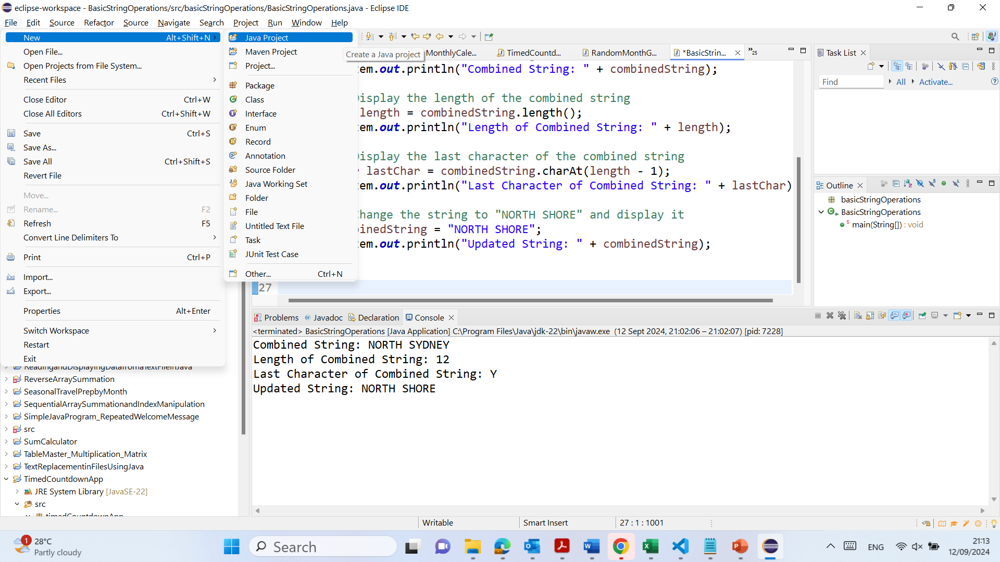 eclipse-workspace - BasicStringOperations/src/basicStringOperations/BasicStringOperations.java - Eclipse IDE
File Edit Source Refactor Source Navigate Search Project Run Window Help
New Alt+Shift+N
Open File...
Open Projects from File System...
Recent Files
Close Editor Ctrl+W
Close All Editors Ctrl+Shift+W
Save Ctrl+S
Save As...
Save All Ctrl+Shift+S
Revert File
Move...
Rename... F2
Refresh F5
Convert Line Delimiters To
Print Ctrl+P
Import...
Export...
Properties Alt+Enter
Switch Workspace
Restart
Exit
Java Project
Maven Project
Project...
Package
Class
Interface
Enum
Record
Annotation
Source Folder
Java Working Set
Folder
File
Untitled Text File
Task
JUnit Test Case
Other... Ctrl+N
Create a Java project
MonthlyCale... TimedCountd... RandomMonthG... *BasicStrin... 25
tem.out.println("Combined String: " + combinedString);
Display the length of the combined string
length = combinedString.length();
tem.out.println("Length of Combined String: " + length);
Display the last character of the combined string
lastChar = combinedString.charAt(length - 1);
tem.out.println("Last Character of Combined String: " + lastChar)
Change the string to "NORTH SHORE" and display it
inedString = "NORTH SHORE";
tem.out.println("Updated String: " + combinedString);
27
Task List
Find All Activate...
Outline
basicStringOperations
BasicStringOperations
main(String[]) : void
Problems Javadoc Declaration Console
<terminated> BasicStringOperations [Java Application] C:\Program Files\Java\jdk-22\bin\javaw.exe (12 Sept 2024, 21:02:06 – 21:02:07) [pid: 7228]
Combined String: NORTH SYDNEY
Length of Combined String: 12
Last Character of Combined String: Y
Updated String: NORTH SHORE
ReadingandDisplayingDatafromaTextFileinJava
ReverseArraySummation
SeasonalTravelPrepbyMonth
SequentialArraySummationandIndexManipulation
SimpleJavaProgram_RepeatedWelcomeMessage
src
SumCalculator
TableMaster_Multiplication_Matrix
TextReplacementinFilesUsingJava
TimedCountdownApp
JRE System Library [JavaSE-22]
src
timedCountdownApp
Writable Smart Insert 27 : 1 : 1001
1
28°C
Partly cloudy
Search
ENG
21:13
12/09/2024